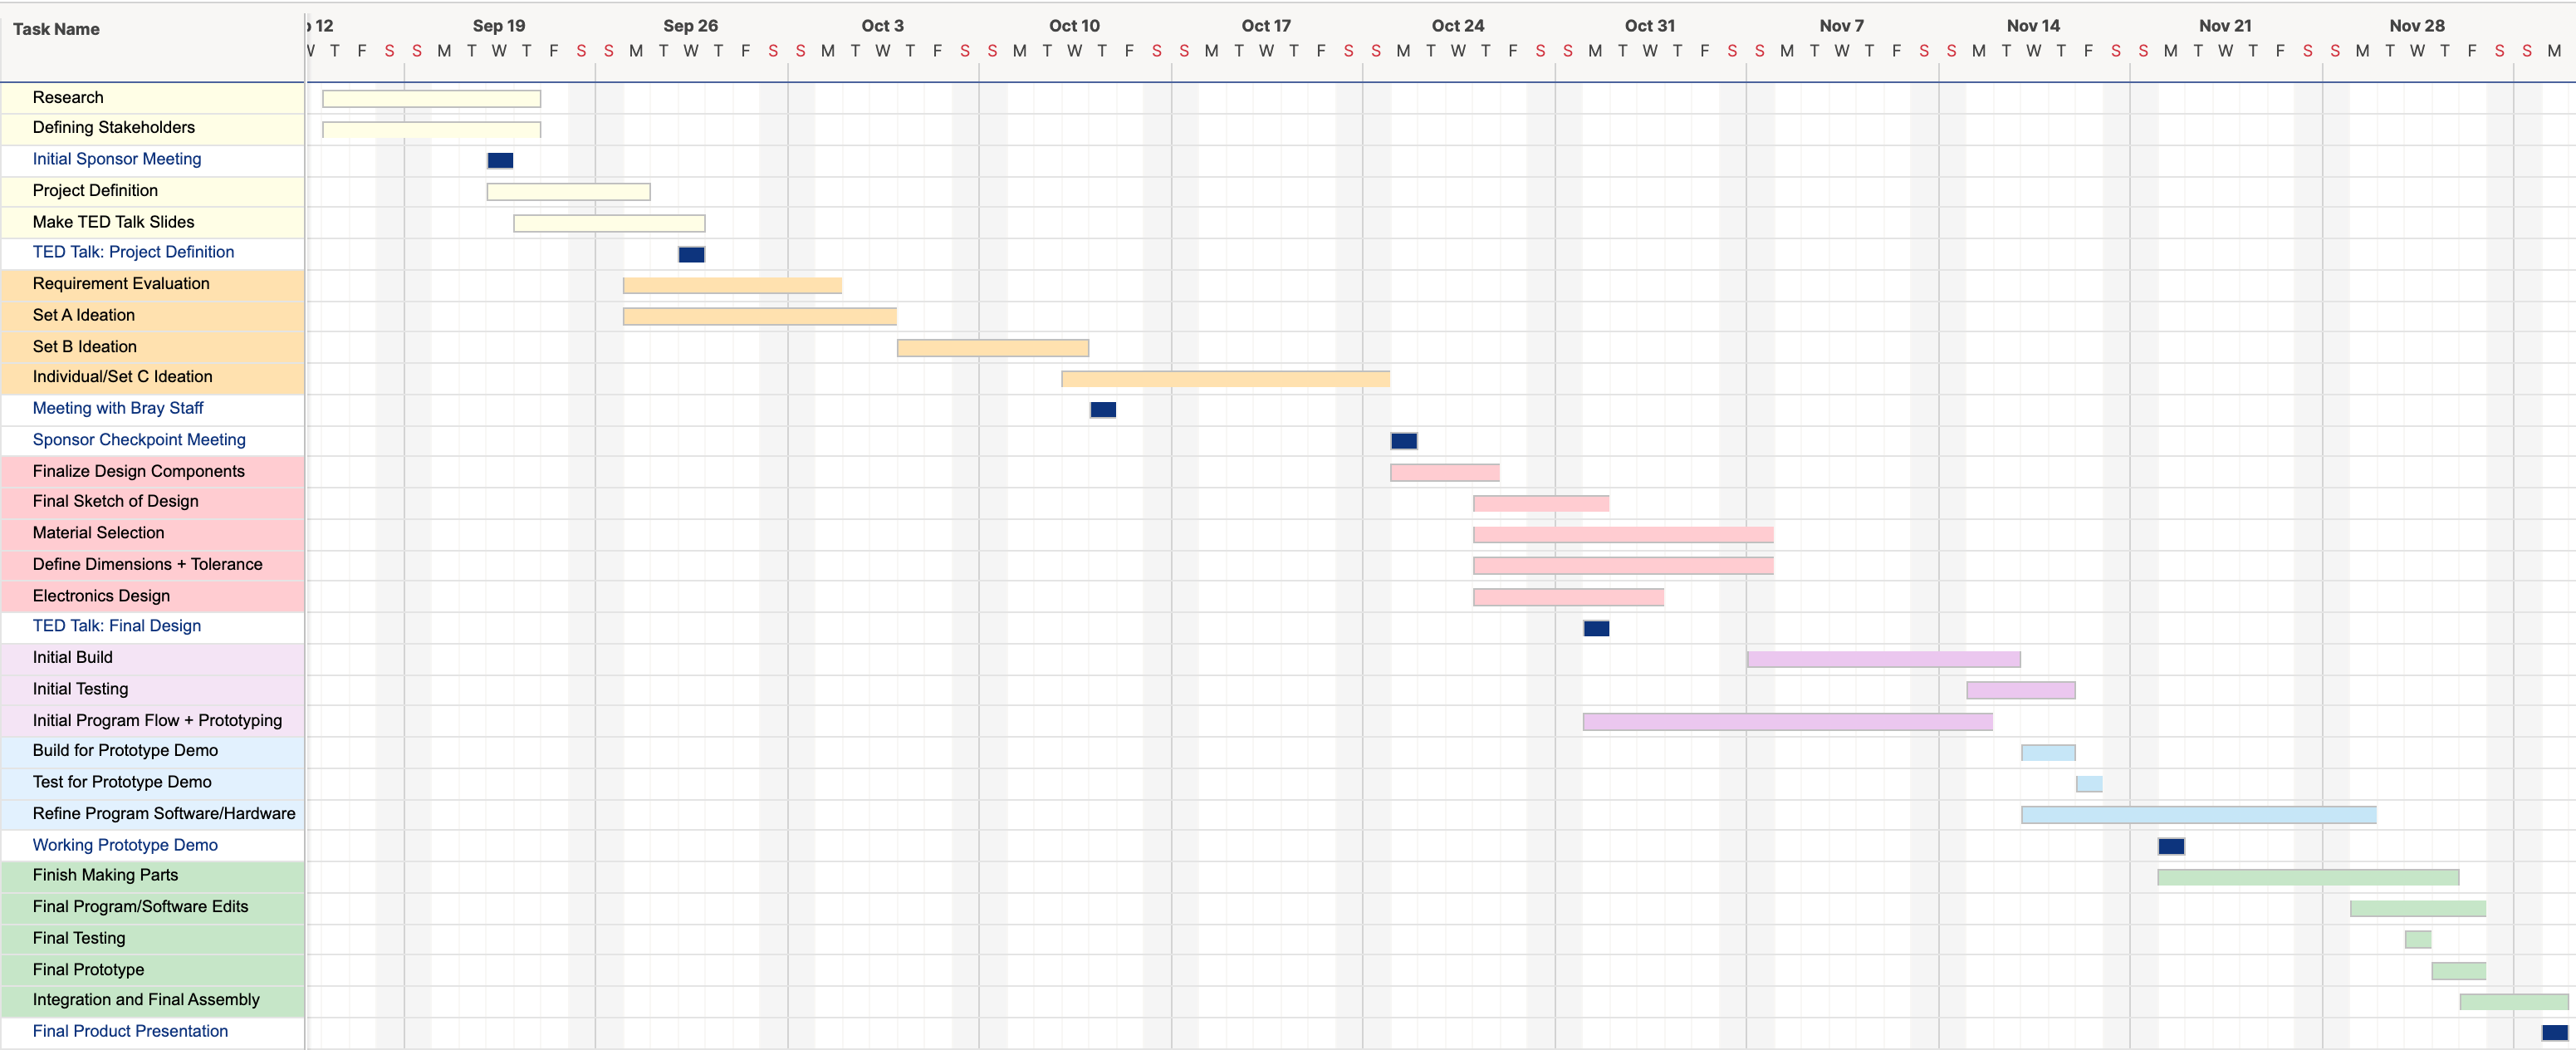 Task Name
12 Sep 19 Sep 26 Oct 3 Oct 10 Oct 17 Oct 24 Oct 31 Nov 7 Nov 14 Nov 21 Nov 28
W T F S S M T W T F S S M T W T F S S M T W T F S S M T W T F S S M T W T F S S M T W T F S S M T W T F S S M T W T F S S M T W T F S S M T W T F S S M T W T F S S M
Research
Defining Stakeholders
Initial Sponsor Meeting
Project Definition
Make TED Talk Slides
TED Talk: Project Definition
Requirement Evaluation
Set A Ideation
Set B Ideation
Individual/Set C Ideation
Meeting with Bray Staff
Sponsor Checkpoint Meeting
Finalize Design Components
Final Sketch of Design
Material Selection
Define Dimensions + Tolerance
Electronics Design
TED Talk: Final Design
Initial Build
Initial Testing
Initial Program Flow + Prototyping
Build for Prototype Demo
Test for Prototype Demo
Refine Program Software/Hardware
Working Prototype Demo
Finish Making Parts
Final Program/Software Edits
Final Testing
Final Prototype
Integration and Final Assembly
Final Product Presentation